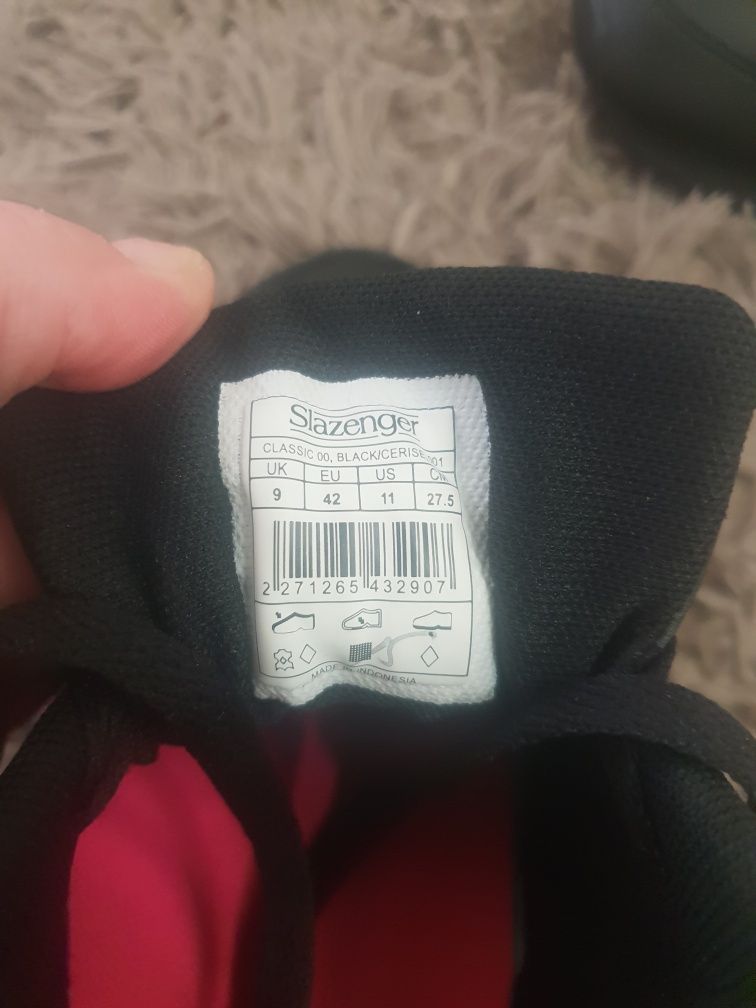 Slazenger
CLASSIC 00, BLACK/CERISE 001
UK EU US CM
9 42 11 27.5
2 271265 432907
MADE IN INDONESIA